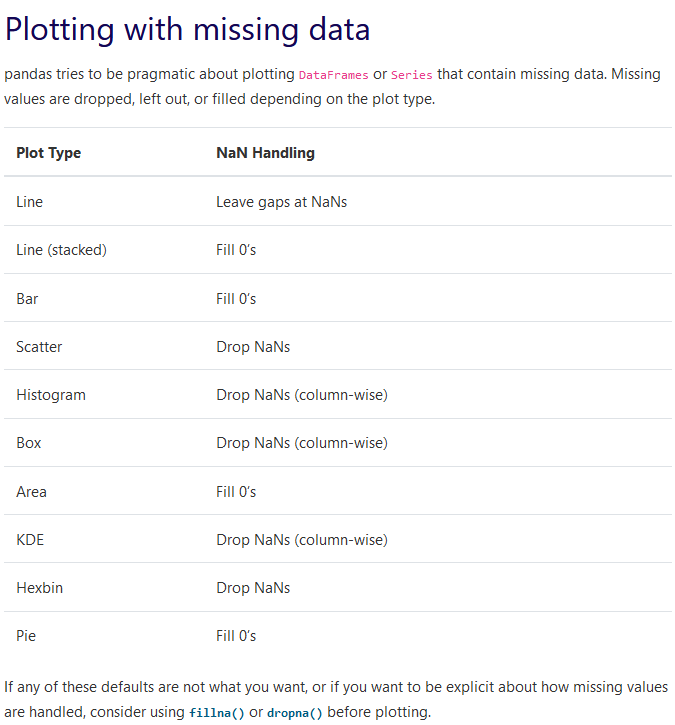 Plotting with missing data
pandas tries to be pragmatic about plotting DataFrames or Series that contain missing data. Missing
values are dropped, left out, or filled depending on the plot type.
Plot Type NaN Handling
Line Leave gaps at NaNs
Line (stacked) Fill 0’s
Bar Fill 0’s
Scatter Drop NaNs
Histogram Drop NaNs (column-wise)
Box Drop NaNs (column-wise)
Area Fill 0’s
KDE Drop NaNs (column-wise)
Hexbin Drop NaNs
Pie Fill 0’s
If any of these defaults are not what you want, or if you want to be explicit about how missing values
are handled, consider using fillna() or dropna() before plotting.